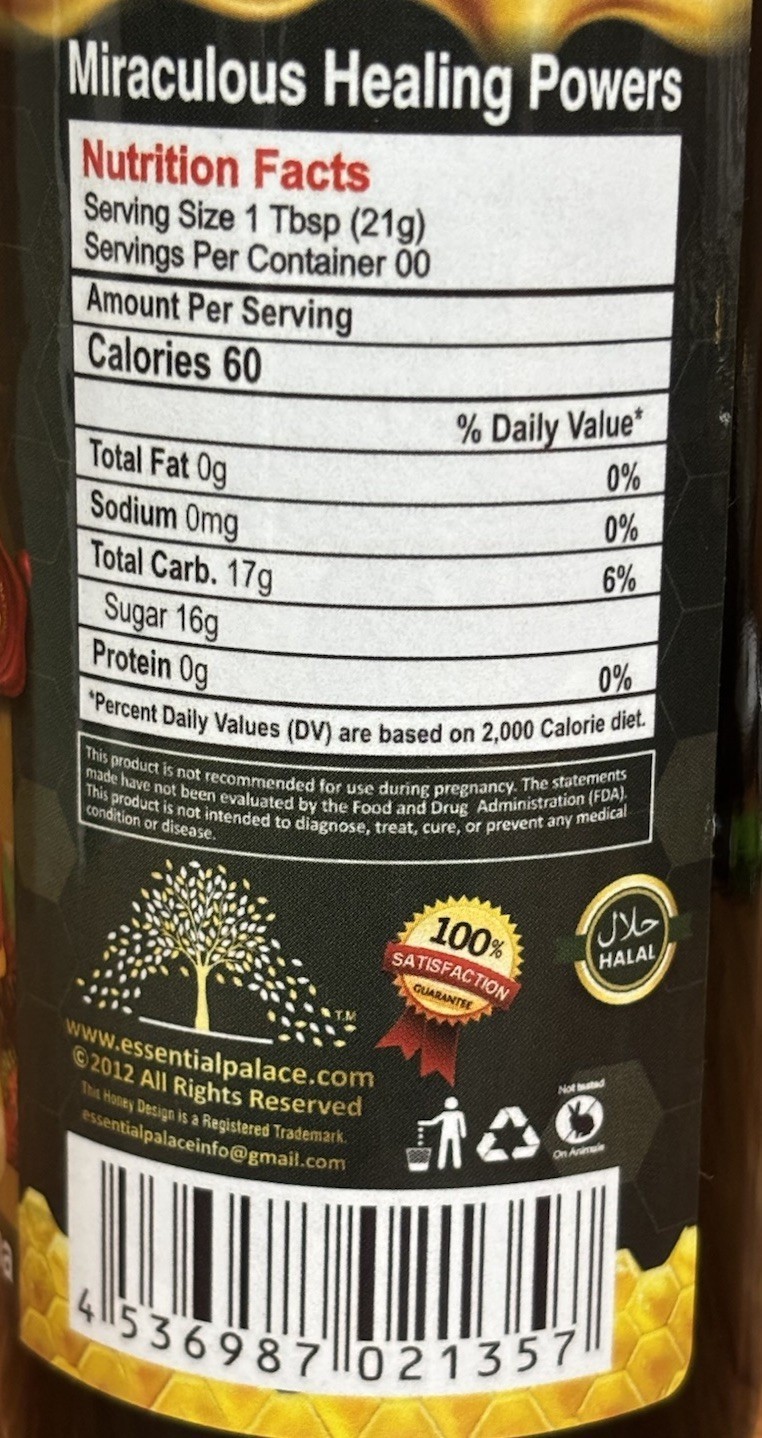 Miraculous Healing Powers
Nutrition Facts
Serving Size 1 Tbsp (21g)
Servings Per Container 00
Amount Per Serving
Calories 60
% Daily Value*
Total Fat 0g 0%
Sodium 0mg 0%
Total Carb. 17g 6%
Sugar 16g
Protein 0g 0%
*Percent Daily Values (DV) are based on 2,000 Calorie diet.
This product is not recommended for use during pregnancy. The statements
made have not been evaluated by the Food and Drug Administration (FDA).
This product is not intended to diagnose, treat, cure, or prevent any medical
condition or disease.
T.M
100%
SATISFACTION
GUARANTEE
حلال
HALAL
www.essentialpalace.com
©2012 All Rights Reserved
This Honey Design is a Registered Trademark.
essentialpalaceinfo@gmail.com
Not tested
On Animals
4 536987 021357